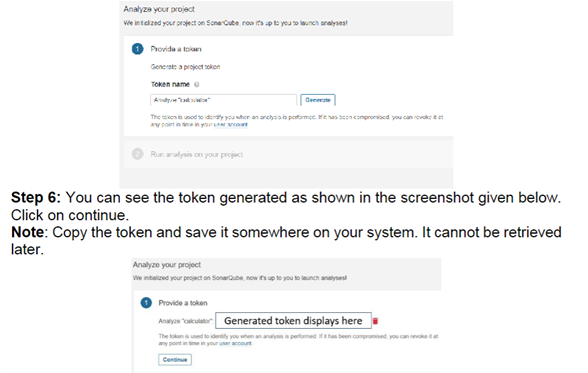 Analyze your project
We initialized your project on SonarQube, now it's up to you to launch analyses!
1 Provide a token
Generate a project token
Token name
Analyze "calculator" Generate
The token is used to identify you when an analysis is performed. If it has been compromised, you can revoke it at
any point in time in your user account
2 Run analysis on your project
Step 6: You can see the token generated as shown in the screenshot given below.
Click on continue.
Note: Copy the token and save it somewhere on your system. It cannot be retrieved
later.
Analyze your project
We initialized your project on SonarQube, now it's up to you to launch analyses!
1 Provide a token
Analyze "calculator" Generated token displays here
The token is used to identify you when an analysis is performed. If it has been compromised, you can revoke it at
any point in time in your user account
Continue